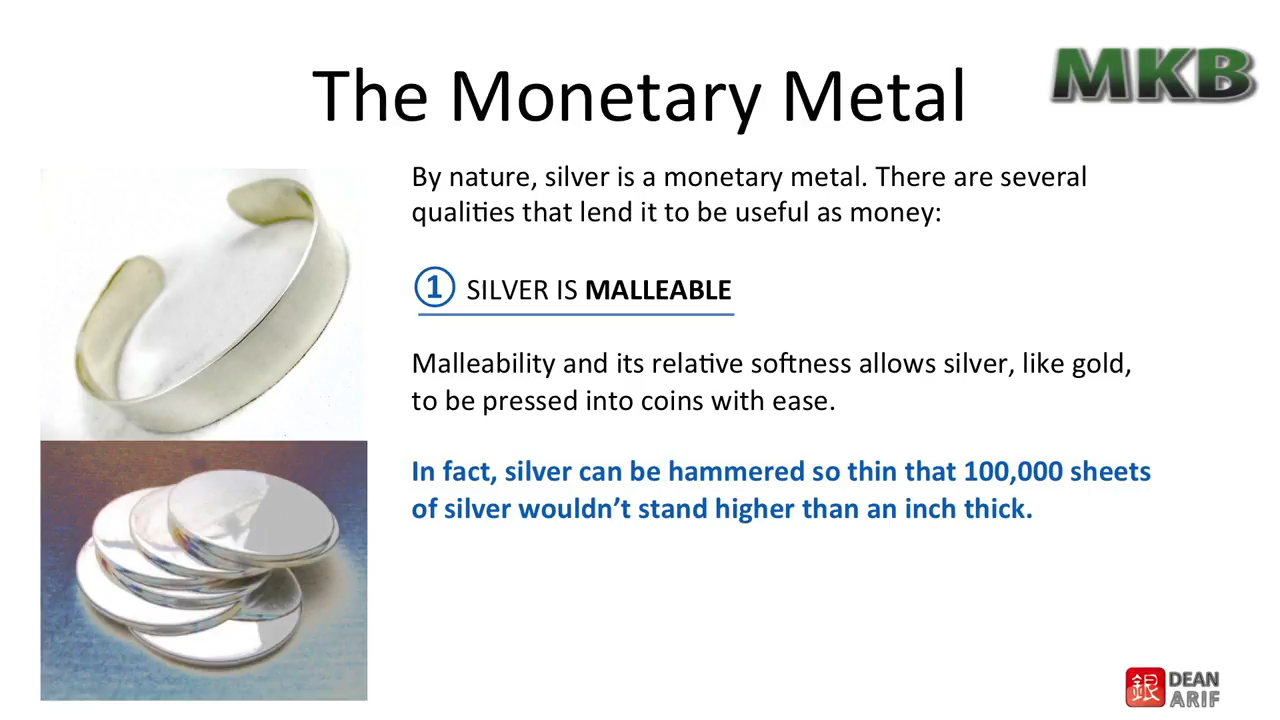 The Monetary Metal
MKB
By nature, silver is a monetary metal. There are several
qualities that lend it to be useful as money:
1 SILVER IS MALLEABLE
Malleability and its relative softness allows silver, like gold,
to be pressed into coins with ease.
In fact, silver can be hammered so thin that 100,000 sheets
of silver wouldn’t stand higher than an inch thick.
銀 DEAN
ARIF